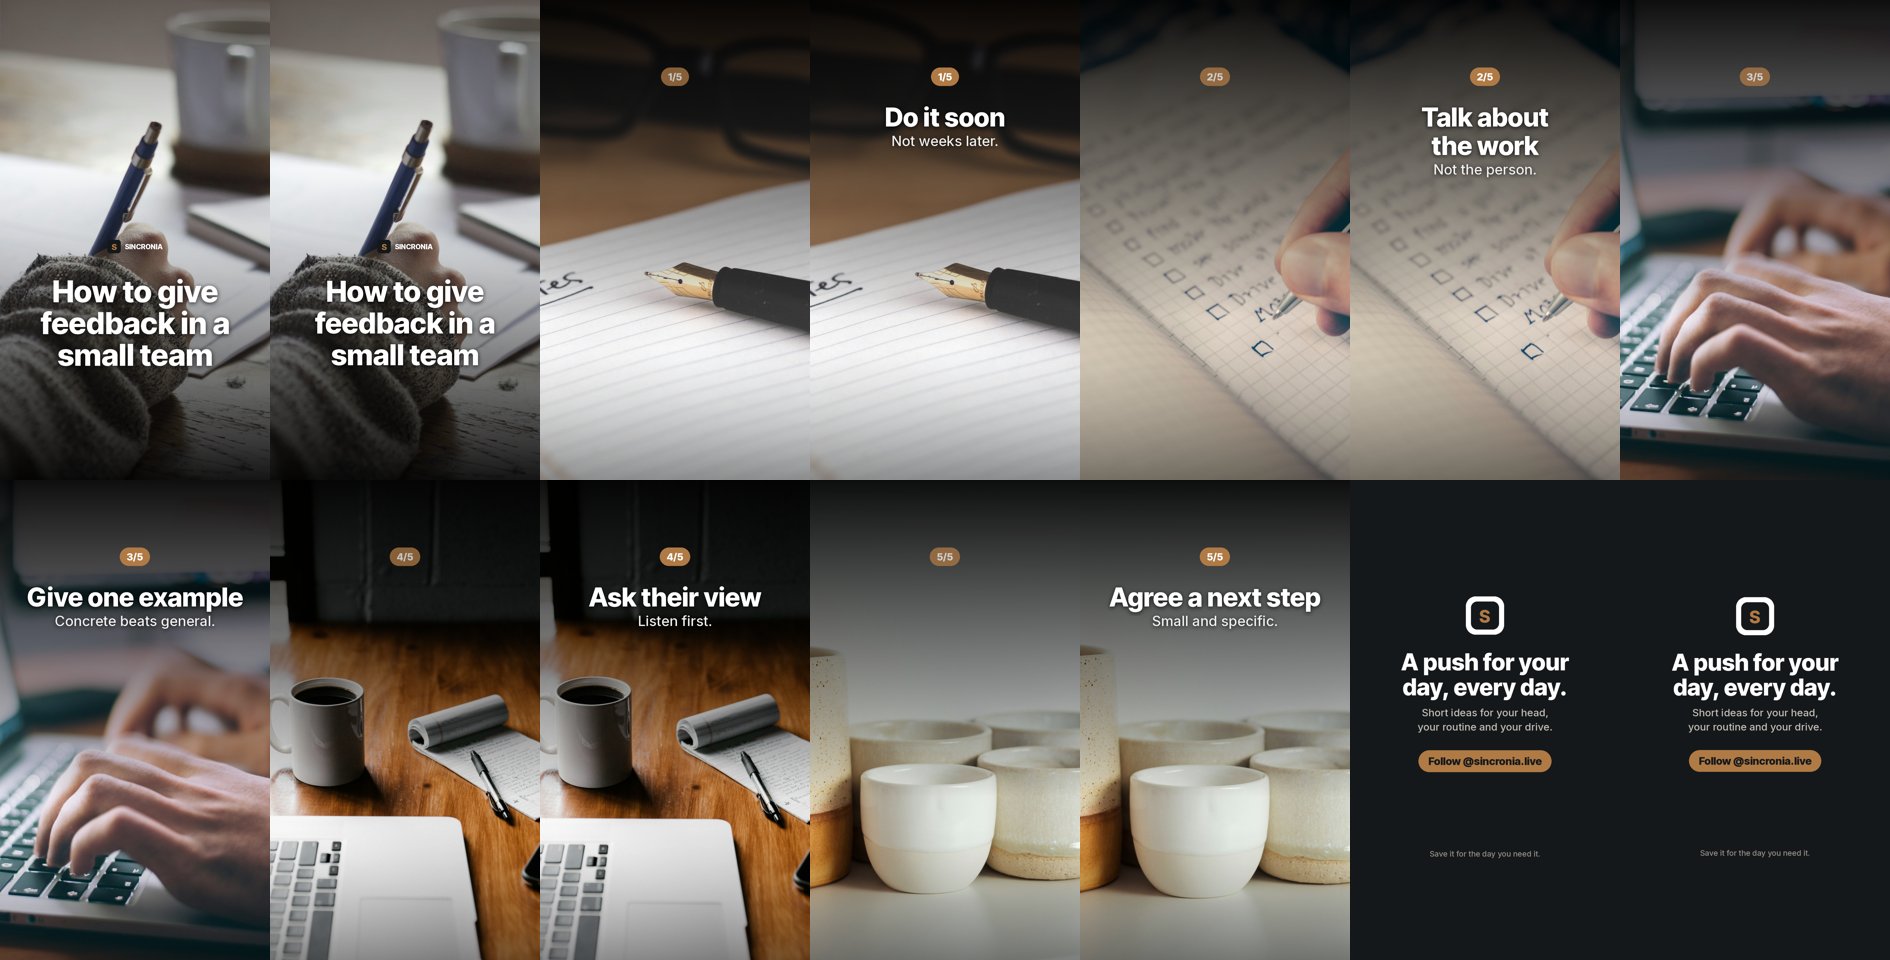 S SINCRONIA
How to give
feedback in a
small team
S SINCRONIA
How to give
feedback in a
small team
1/5
1/5
Do it soon
Not weeks later.
2/5
2/5
Talk about
the work
Not the person.
3/5
3/5
Give one example
Concrete beats general.
4/5
4/5
Ask their view
Listen first.
5/5
5/5
Agree a next step
Small and specific.
S
A push for your
day, every day.
Short ideas for your head,
your routine and your drive.
Follow @sincronia.live
Save it for the day you need it.
S
A push for your
day, every day.
Short ideas for your head,
your routine and your drive.
Follow @sincronia.live
Save it for the day you need it.